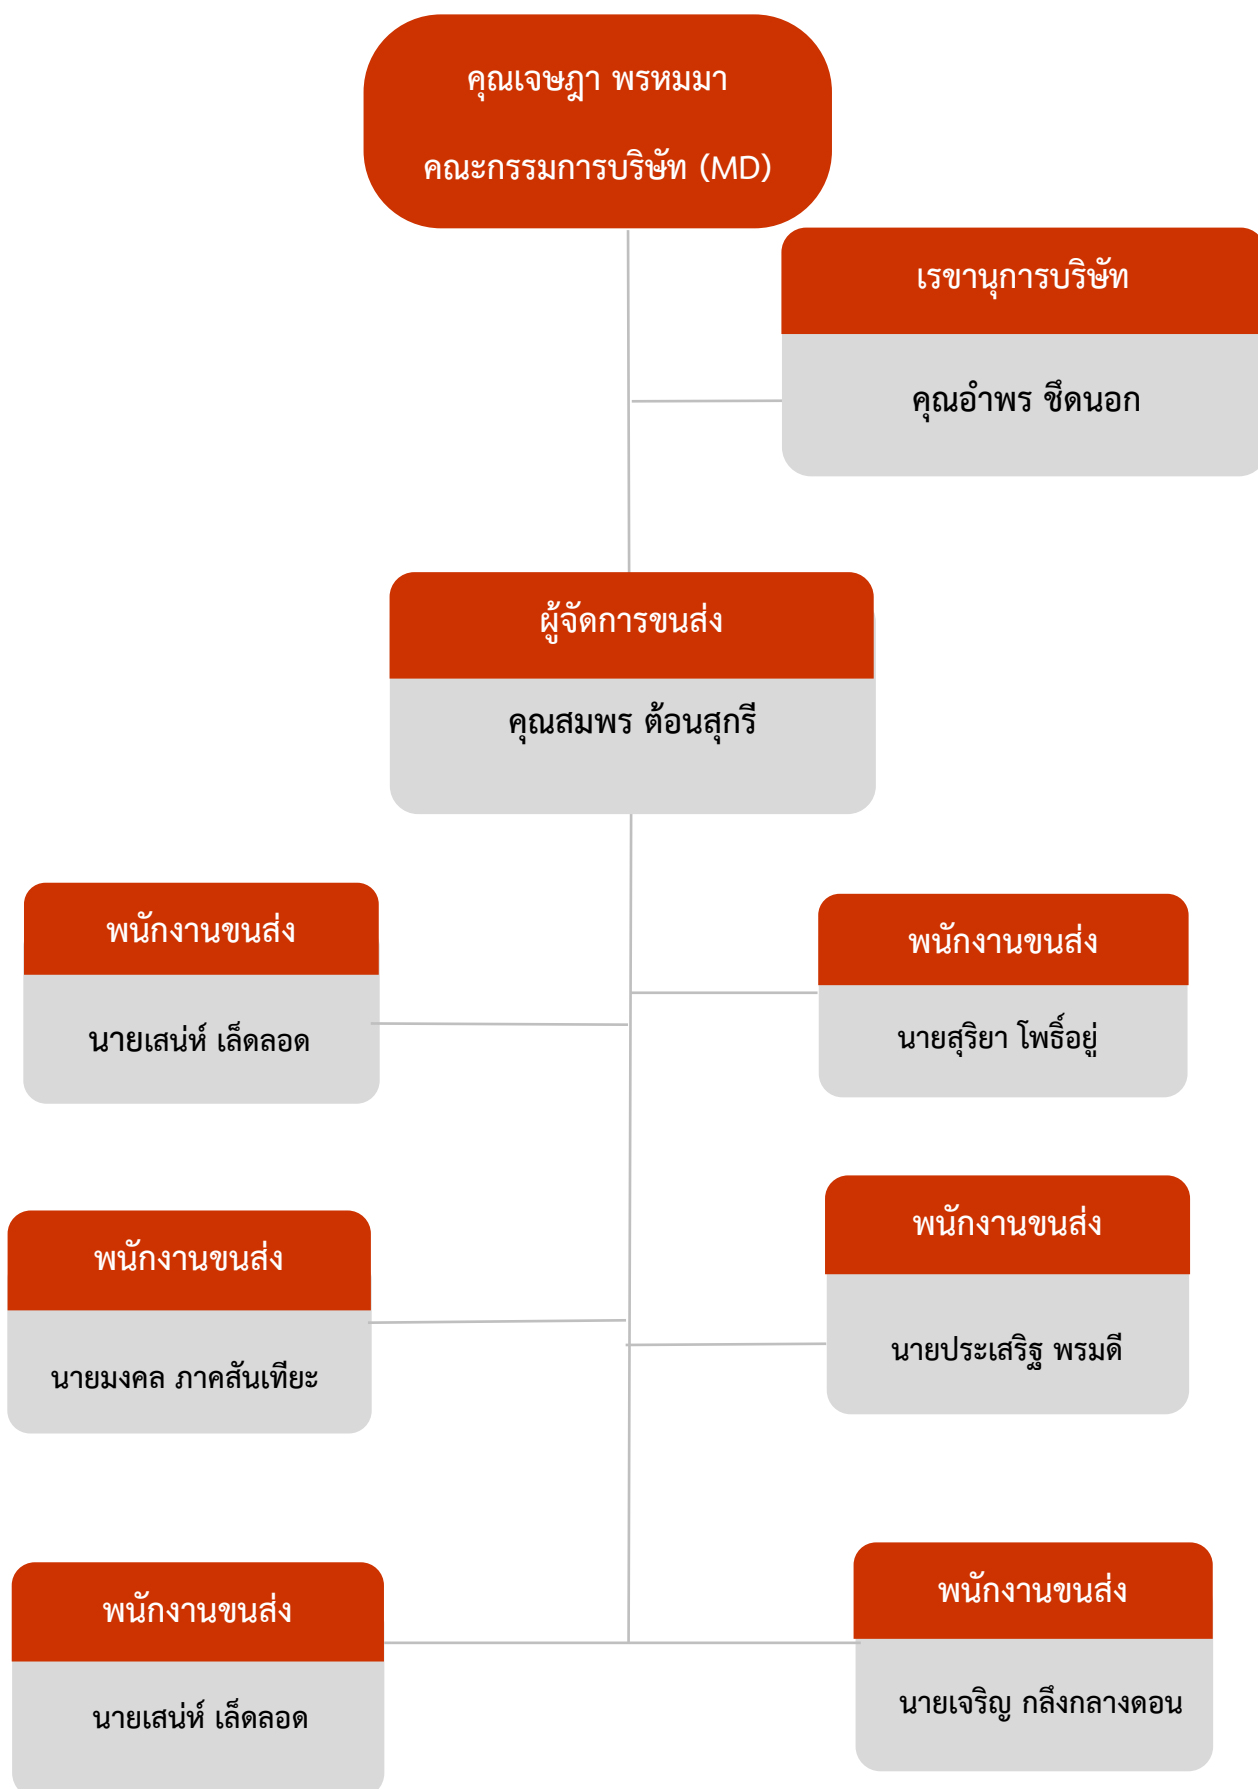 คุณเจษฎา พรหมมา
คณะกรรมการบริษัท (MD)
เรขานุการบริษัท
คุณอำพร ชึดนอก
ผู้จัดการขนส่ง
คุณสมพร ต้อนสุกรี
พนักงานขนส่ง
นายเสน่ห์ เล็ดลอด
พนักงานขนส่ง
นายสุริยา โพธิ์อยู่
พนักงานขนส่ง
นายมงคล ภาคสันเทียะ
พนักงานขนส่ง
นายประเสริฐ พรมดี
พนักงานขนส่ง
นายเสน่ห์ เล็ดลอด
พนักงานขนส่ง
นายเจริญ กลึงกลางดอน